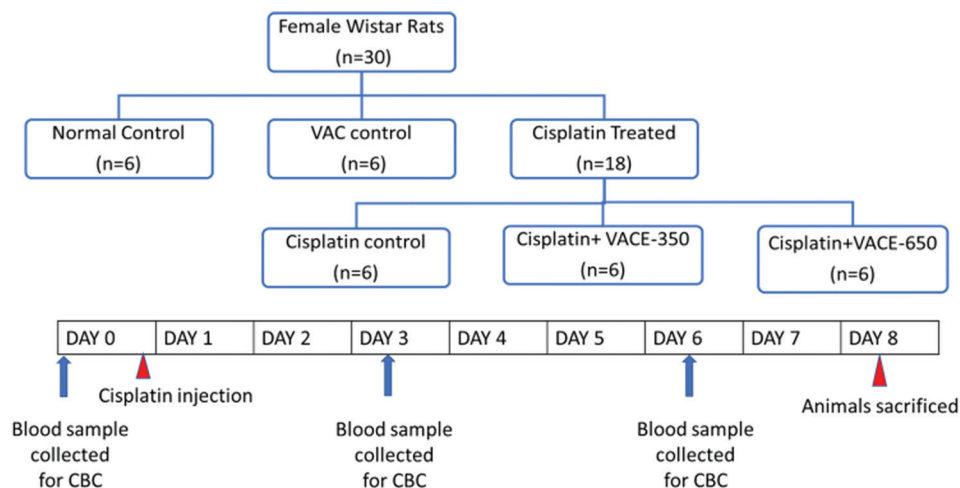 Female Wistar Rats
(n=30)
Normal Control
(n=6)
VAC control
(n=6)
Cisplatin Treated
(n=18)
Cisplatin control
(n=6)
Cisplatin+ VACE-350
(n=6)
Cisplatin+VACE-650
(n=6)
DAY 0
DAY 1
DAY 2
DAY 3
DAY 4
DAY 5
DAY 6
DAY 7
DAY 8
Cisplatin injection
Animals sacrificed
Blood sample
collected
for CBC
Blood sample
collected
for CBC
Blood sample
collected
for CBC